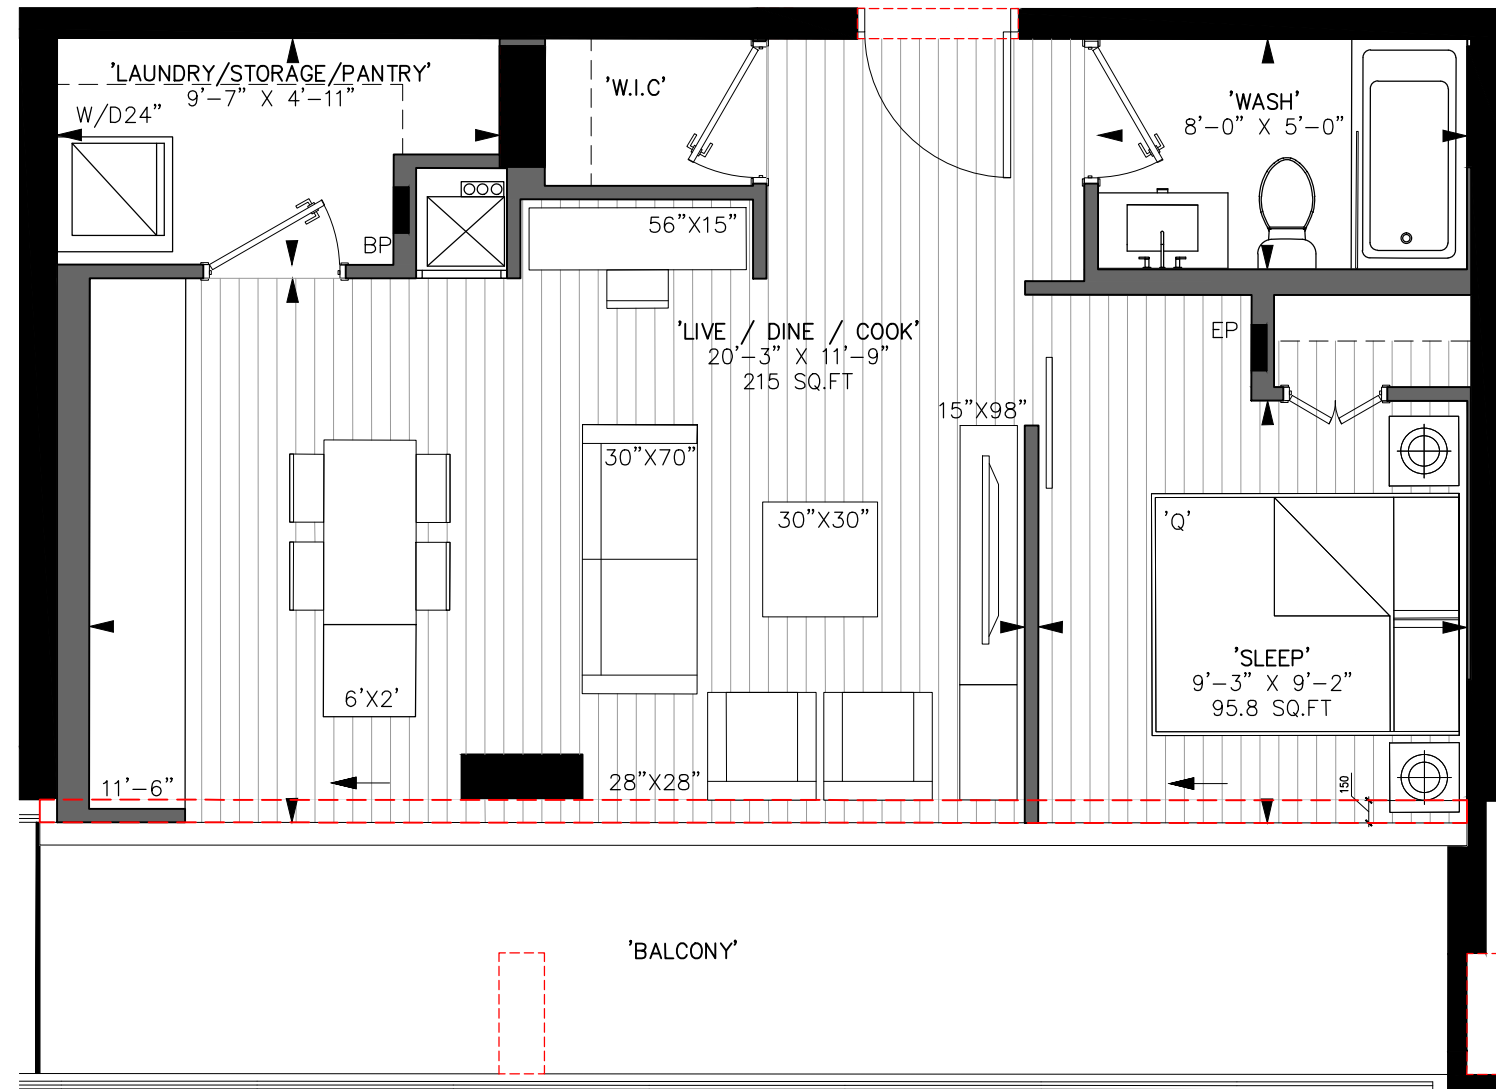 'LAUNDRY/STORAGE/PANTRY'
9'-7" X 4'-11"
W/D24"
BP
'W.I.C'
'WASH'
8'-0" X 5'-0"
56"X15"
'LIVE / DINE / COOK'
20'-3" X 11'-9"
215 SQ.FT
EP
15"X98"
30"X70"
30"X30"
'Q'
'SLEEP'
9'-3" X 9'-2"
95.8 SQ.FT
6'X2'
11'-6"
28"X28"
150
'BALCONY'